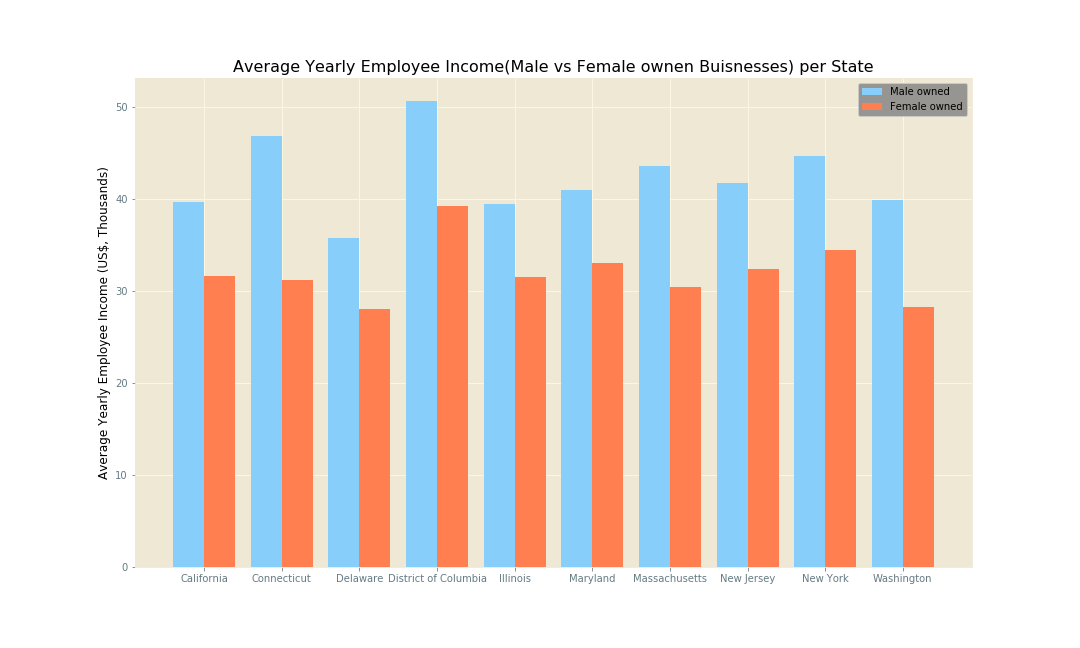 Average Yearly Employee Income(Male vs Female ownen Buisnesses) per State
Male owned
Female owned
Average Yearly Employee Income (US$, Thousands)
50
40
30
20
10
0
California Connecticut Delaware District of Columbia Illinois Maryland Massachusetts New Jersey New York Washington